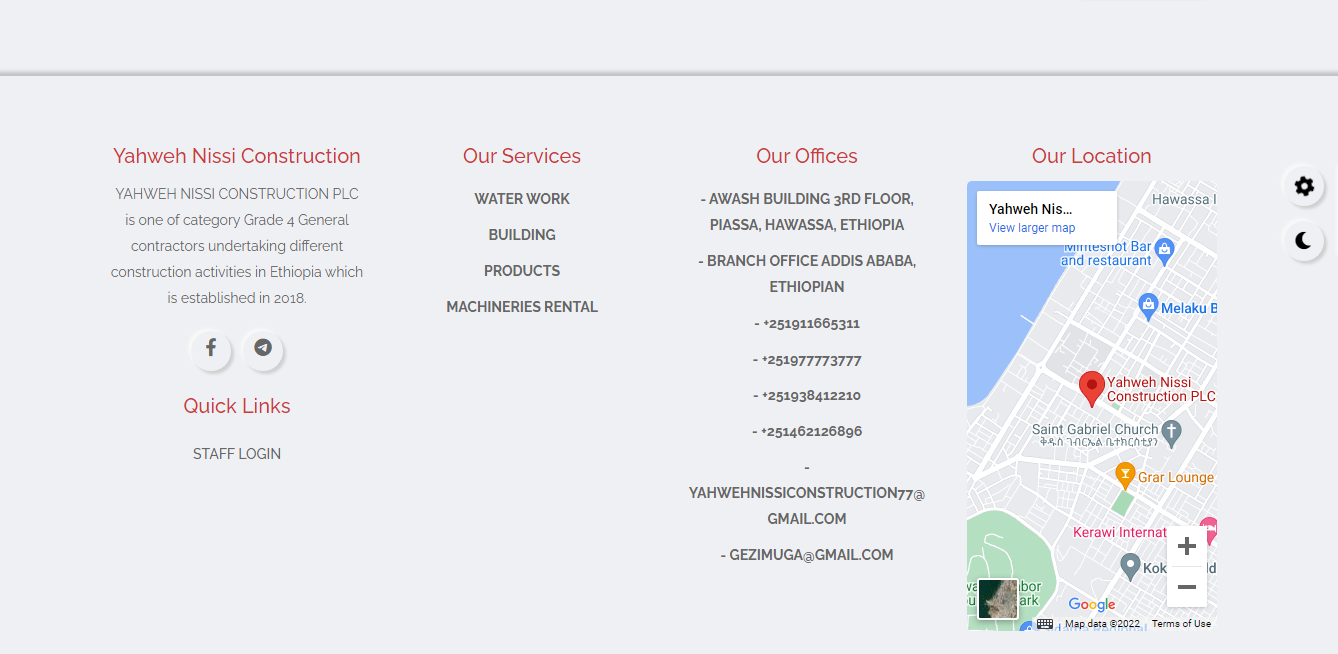 Yahweh Nissi Construction
YAHWEH NISSI CONSTRUCTION PLC
is one of category Grade 4 General
contractors undertaking different
construction activities in Ethiopia which
is established in 2018.
Quick Links
STAFF LOGIN
Our Services
WATER WORK
BUILDING
PRODUCTS
MACHINERIES RENTAL
Our Offices
- AWASH BUILDING 3RD FLOOR,
PIASSA, HAWASSA, ETHIOPIA
- BRANCH OFFICE ADDIS ABABA,
ETHIOPIAN
- +251911665311
- +251977773777
- +251938412210
- +251462126896
-
YAHWEHNISSICONSTRUCTION77@
GMAIL.COM
- GEZIMUGA@GMAIL.COM
Our Location
Yahweh Nis...
View larger map
Hawassa I
Bar
and restaurant
Melaku B
Yahweh Nissi
Construction PLC
Saint Gabriel Church
ቅዱስ ገብርኤል ቤተክርስቲያን
Grar Lounge
Kerawi Internat
Kok
Google
Map data ©2022
Terms of Use